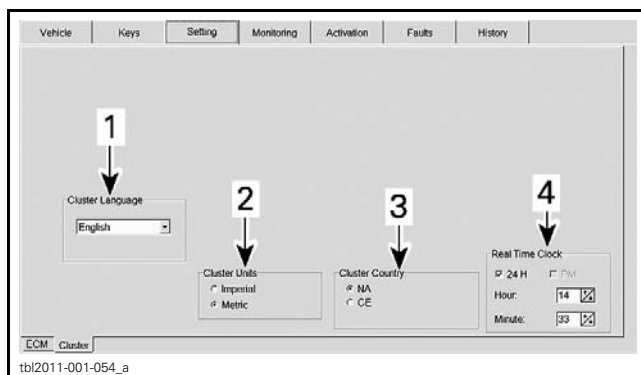 Vehicle Keys Setting Monitoring Activation Faults History
1
Cluster Language
English
2
Cluster Units
Imperial
Metric
3
Cluster Country
NA
CE
4
Real Time Clock
24 H PM
Hour: 14
Minute: 33
ECM Cluster
tbl2011-001-054_a